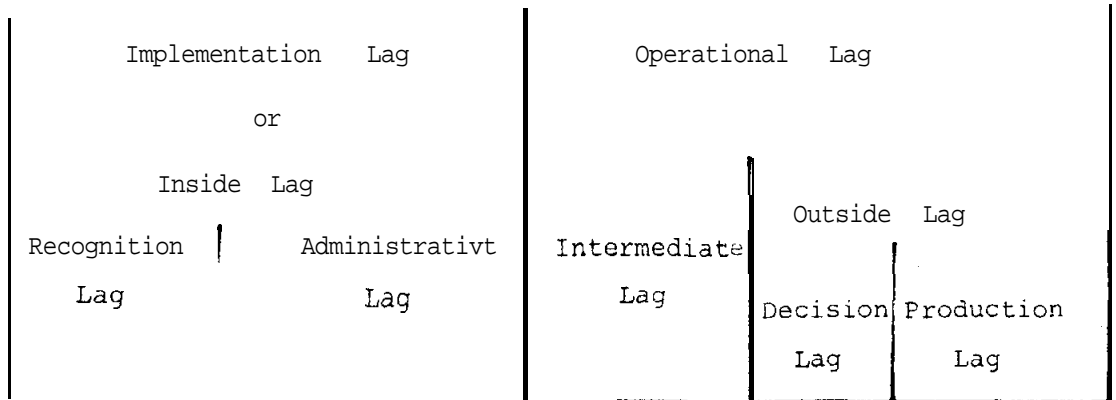 Implementation Lag
or
Inside Lag
Recognition
Lag
Administrativt
Lag
Operational Lag
Intermediate
Lag
Outside Lag
Decision
Lag
Production
Lag